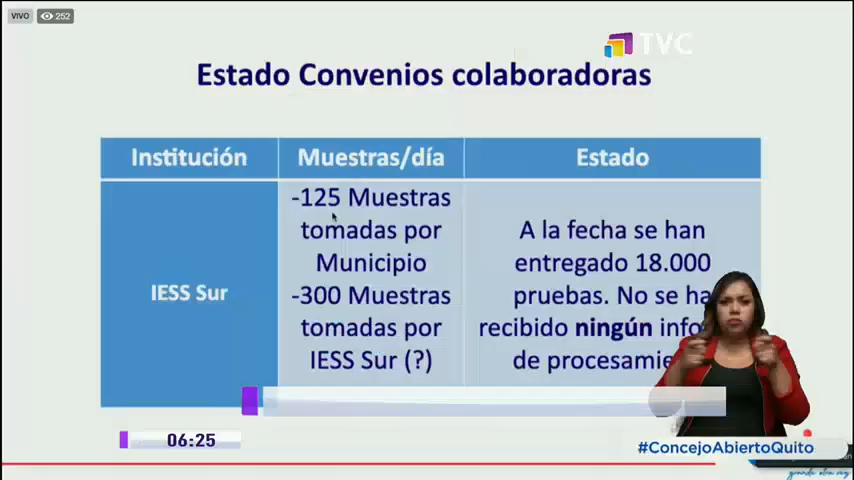 VIVO
252
TVC
Estado Convenios colaboradoras
Institución
Muestras/día
Estado
IESS Sur
-125 Muestras
tomadas por
Municipio
-300 Muestras
tomadas por
IESS Sur (?)
A la fecha se han
entregado 18.000
pruebas. No se ha
recibido ningún
de
06:25
#ConcejoAbiertoQuito